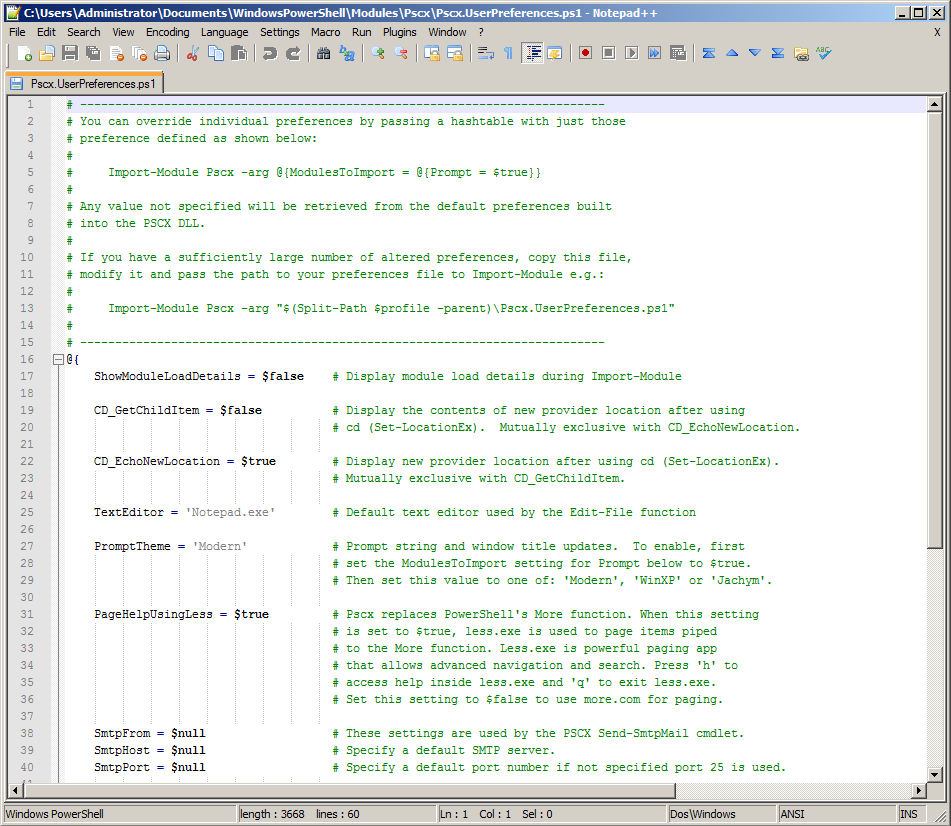 C:\Users\Administrator\Documents\WindowsPowerShell\Modules\Pscx\Pscx.UserPreferences.ps1 - Notepad++
File Edit Search View Encoding Language Settings Macro Run Plugins Window ? X
Pscx.UserPreferences.ps1
1 # ---------------------------------------------------------------------------
2 # You can override individual preferences by passing a hashtable with just those
3 # preference defined as shown below:
4 #
5 #     Import-Module Pscx -arg @{ModulesToImport = @{Prompt = $true}}
6 #
7 # Any value not specified will be retrieved from the default preferences built
8 # into the PSCX DLL.
9 #
10 # If you have a sufficiently large number of altered preferences, copy this file,
11 # modify it and pass the path to your preferences file to Import-Module e.g.:
12 #
13 #     Import-Module Pscx -arg "$(Split-Path $profile -parent)\Pscx.UserPreferences.ps1"
14 #
15 # ---------------------------------------------------------------------------
16 @{
17     ShowModuleLoadDetails = $false    # Display module load details during Import-Module
18
19     CD_GetChildItem = $false          # Display the contents of new provider location after using
20                                       # cd (Set-LocationEx).  Mutually exclusive with CD_EchoNewLocation.
21
22     CD_EchoNewLocation = $true        # Display new provider location after using cd (Set-LocationEx).
23                                       # Mutually exclusive with CD_GetChildItem.
24
25     TextEditor = 'Notepad.exe'        # Default text editor used by the Edit-File function
26
27     PromptTheme = 'Modern'            # Prompt string and window title updates.  To enable, first
28                                       # set the ModulesToImport setting for Prompt below to $true.
29                                       # Then set this value to one of: 'Modern', 'WinXP' or 'Jachym'.
30
31     PageHelpUsingLess = $true         # Pscx replaces PowerShell's More function. When this setting
32                                       # is set to $true, less.exe is used to page items piped
33                                       # to the More function. Less.exe is powerful paging app
34                                       # that allows advanced navigation and search. Press 'h' to
35                                       # access help inside less.exe and 'q' to exit less.exe.
36                                       # Set this setting to $false to use more.com for paging.
37
38     SmtpFrom = $null                  # These settings are used by the PSCX Send-SmtpMail cmdlet.
39     SmtpHost = $null                  # Specify a default SMTP server.
40     SmtpPort = $null                  # Specify a default port number if not specified port 25 is used.
Windows PowerShell length : 3668 lines : 60 Ln : 1 Col : 1 Sel : 0 Dos\Windows ANSI INS